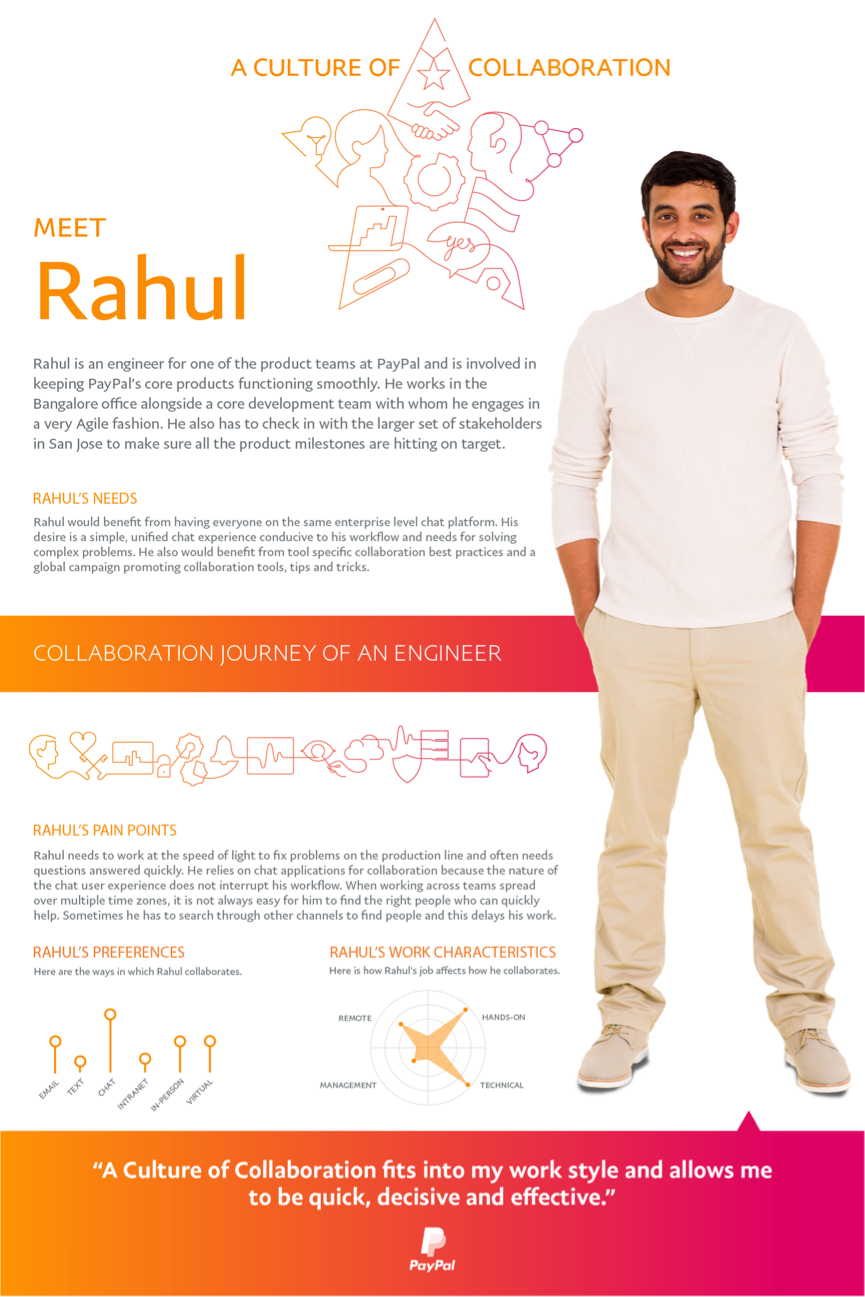 A CULTURE OF COLLABORATION
yes
MEET
Rahul
Rahul is an engineer for one of the product teams at PayPal and is involved in
keeping PayPal's core products functioning smoothly. He works in the
Bangalore office alongside a core development team with whom he engages in
a very Agile fashion. He also has to check in with the larger set of stakeholders
in San Jose to make sure all the product milestones are hitting on target.
RAHUL'S NEEDS
Rahul would benefit from having everyone on the same enterprise level chat platform. His
desire is a simple, unified chat experience conducive to his workflow and needs for solving
complex problems. He also would benefit from tool specific collaboration best practices and a
global campaign promoting collaboration tools, tips and tricks.
COLLABORATION JOURNEY OF AN ENGINEER
RAHUL'S PAIN POINTS
Rahul needs to work at the speed of light to fix problems on the production line and often needs
questions answered quickly. He relies on chat applications for collaboration because the nature of
the chat user experience does not interrupt his workflow. When working across teams spread
over multiple time zones, it is not always easy for him to find the right people who can quickly
help. Sometimes he has to search through other channels to find people and this delays his work.
RAHUL'S PREFERENCES
Here are the ways in which Rahul collaborates.
EMAIL
TEXT
CHAT
INTRANET
IN-PERSON
VIRTUAL
RAHUL'S WORK CHARACTERISTICS
Here is how Rahul's job affects how he collaborates.
REMOTE
HANDS-ON
MANAGEMENT
TECHNICAL
“A Culture of Collaboration fits into my work style and allows me
to be quick, decisive and effective.”
PayPal